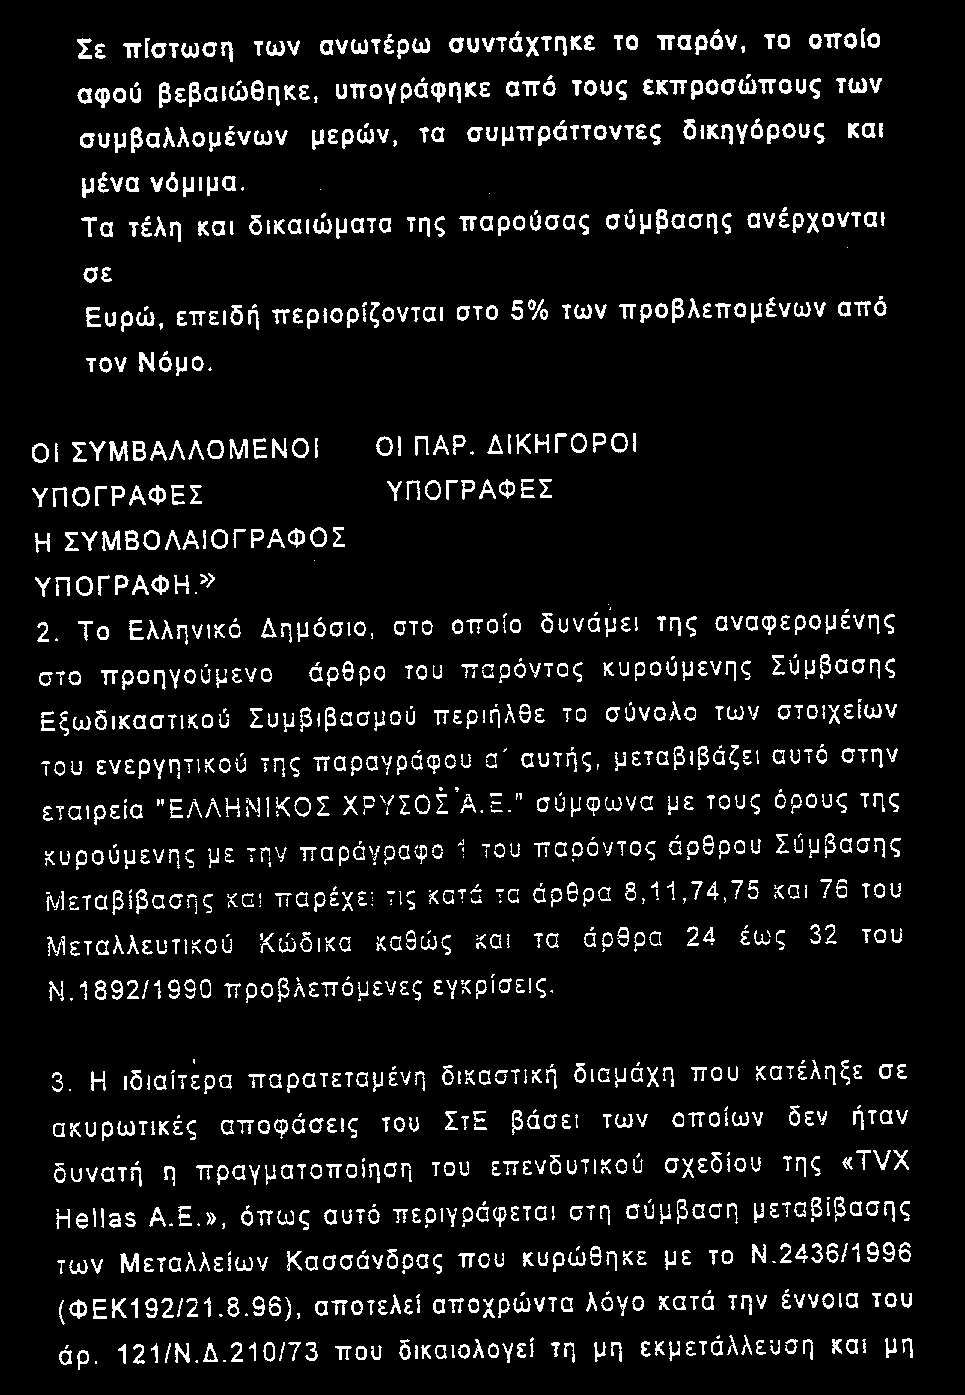 Σε πίστωση των ανωτέρω συντάχτηκε το παρόν, το οποίο
αφού βεβαιώθηκε, υπογράφηκε από τους εκπροσώπους των
συμβαλλομένων μερών, τα συμπράττοντες δικηγόρους και
μένα νόμιμα.
Τα τέλη και δικαιώματα της παρούσας σύμβασης ανέρχονται
σε
Ευρώ, επειδή περιορίζονται στο 5% των προβλεπομένων από
τον Νόμο.
ΟΙ ΣΥΜΒΑΛΛΟΜΕΝΟΙ ΟΙ ΠΑΡ. ΔΙΚΗΓΟΡΟΙ
ΥΠΟΓΡΑΦΕΣ ΥΠΟΓΡΑΦΕΣ
Η ΣΥΜΒΟΛΑΙΟΓΡΑΦΟΣ
ΥΠΟΓΡΑΦΗ.»
2. Το Ελληνικό Δημόσιο, στο οποίο δυνάμει της αναφερομένης
στο προηγούμενο άρθρο του παρόντος κυρούμενης Σύμβασης
Εξωδικαστικού Συμβιβασμού περιήλθε το σύνολο των στοιχείων
του ενεργητικού της παραγράφου α΄ αυτής, μεταβιβάζει αυτό στην
εταιρεία "ΕΛΛΗΝΙΚΟΣ ΧΡΥΣΟΣ Α.Ε." σύμφωνα με τους όρους της
κυρούμενης με την παράγραφο 1 του παρόντος άρθρου Σύμβασης
Μεταβίβασης και παρέχει τις κατά τα άρθρα 8,11,74,75 και 76 του
Μεταλλευτικού Κώδικα καθώς και τα άρθρα 24 έως 32 του
Ν.1892/1990 προβλεπόμενες εγκρίσεις.
3. Η ιδιαίτερα παρατεταμένη δικαστική διαμάχη που κατέληξε σε
ακυρωτικές αποφάσεις του ΣτΕ βάσει των οποίων δεν ήταν
δυνατή η πραγματοποίηση του επενδυτικού σχεδίου της «TVX
Hellas A.E.», όπως αυτό περιγράφεται στη σύμβαση μεταβίβασης
των Μεταλλείων Κασσάνδρας που κυρώθηκε με το Ν.2436/1996
(ΦΕΚ192/21.8.96), αποτελεί αποχρώντα λόγο κατά την έννοια του
άρ. 121/Ν.Δ.210/73 που δικαιολογεί τη μη εκμετάλλευση και μη